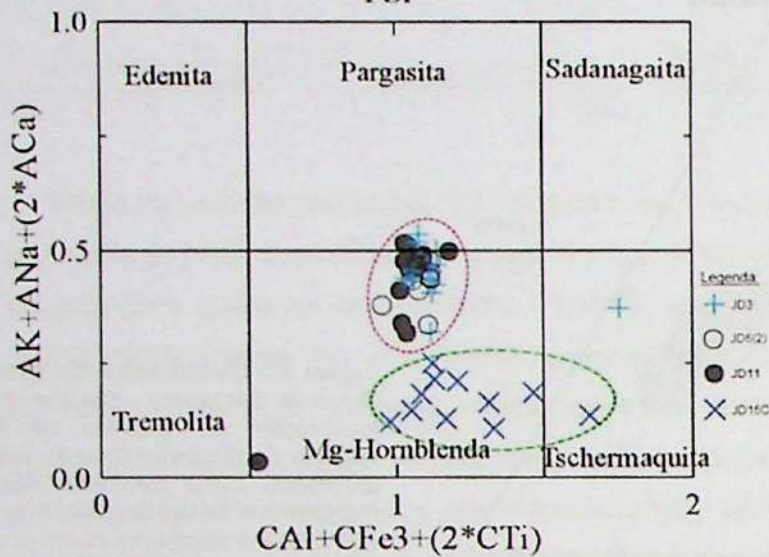 1.0
Edenita Pargasita Sadanagaita
AK+ANa+(2*ACa)
0.5
Legenda
JD3
JD6(2)
JD11
JD16C
Tremolita Mg-Hornblenda Tschermaquita
0.0
0 1 2
CAl+CFe3+(2*CTi)